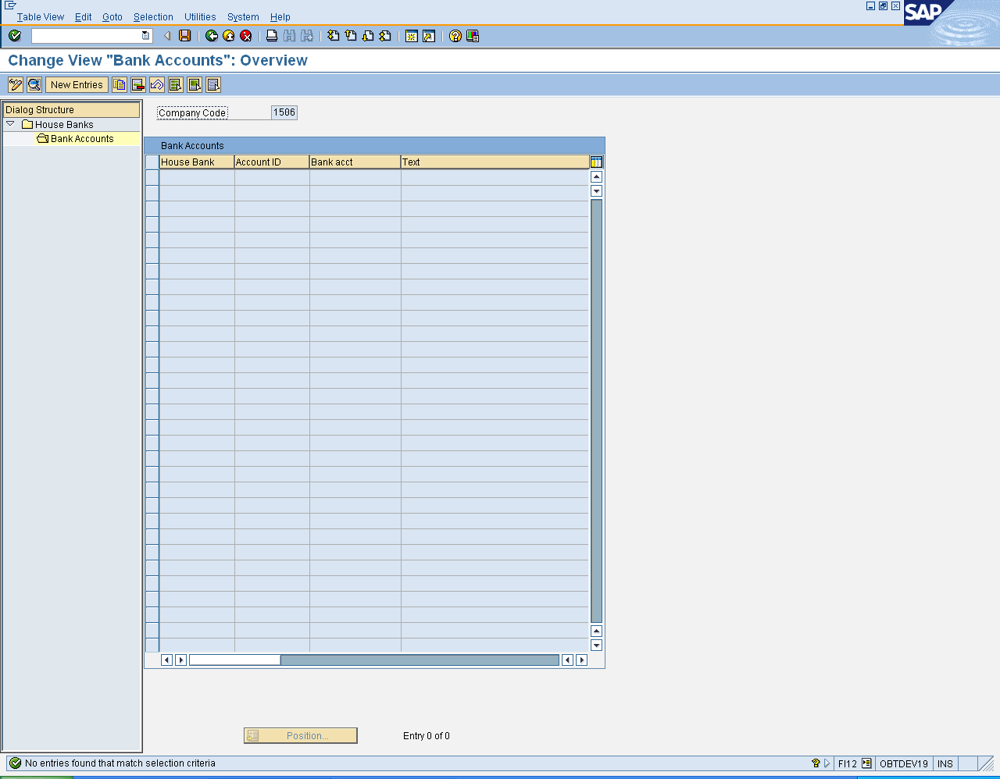 Table View Edit Goto Selection Utilities System Help
SAP
Change View "Bank Accounts": Overview
New Entries
Dialog Structure
House Banks
Bank Accounts
Company Code 1506
Bank Accounts
House Bank Account ID Bank acct Text
Position... Entry 0 of 0
No entries found that match selection criteria
FI12 OBTDEV19 INS